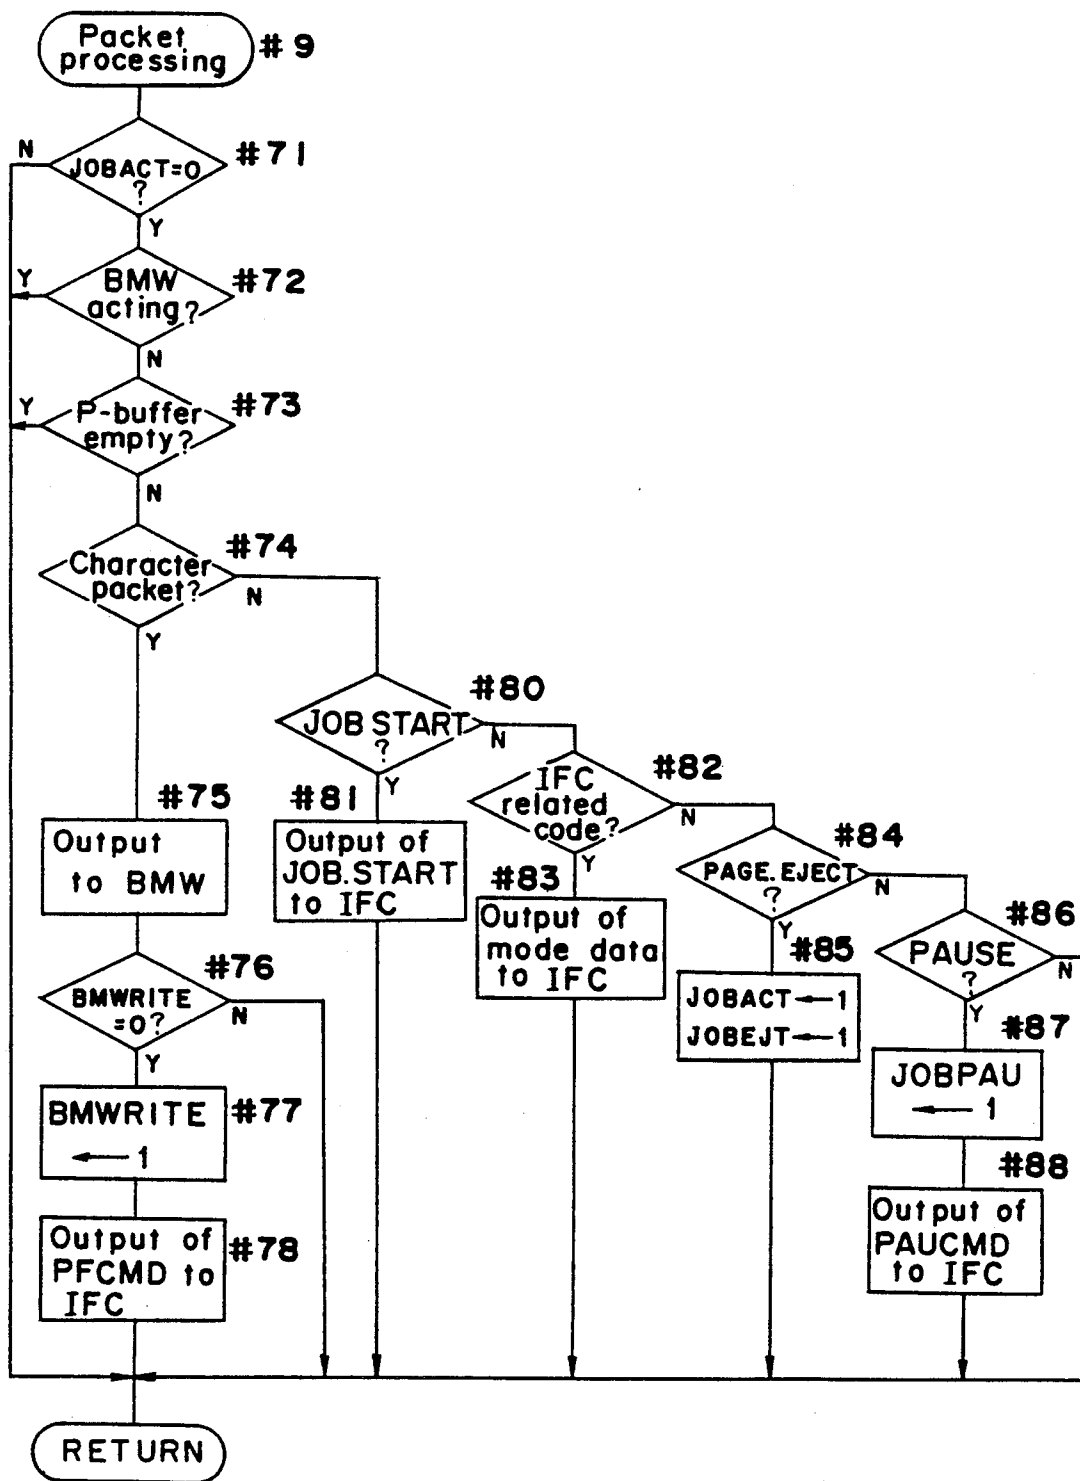 Packet
processing
# 9
N
JOBACT=0
?
#71
Y
Y
BMW
acting?
#72
N
Y
P-buffer
empty?
#73
N
Character
packet?
#74
N
Y
JOB START
?
#80
N
Y
IFC
related
code?
#82
N
Y
#75
Output
to BMW
#81
Output of
JOB.START
to IFC
#83
Output of
mode data
to IFC
PAGE.EJECT
?
#84
N
Y
#85
JOBACT ← 1
JOBEJT ← 1
PAUSE
?
#86
N
Y
#87
JOBPAU
← 1
#88
Output of
PAUCMD
to IFC
BMWRITE
=0?
#76
N
Y
BMWRITE
← 1
#77
Output of
PFCMD to
IFC
#78
RETURN